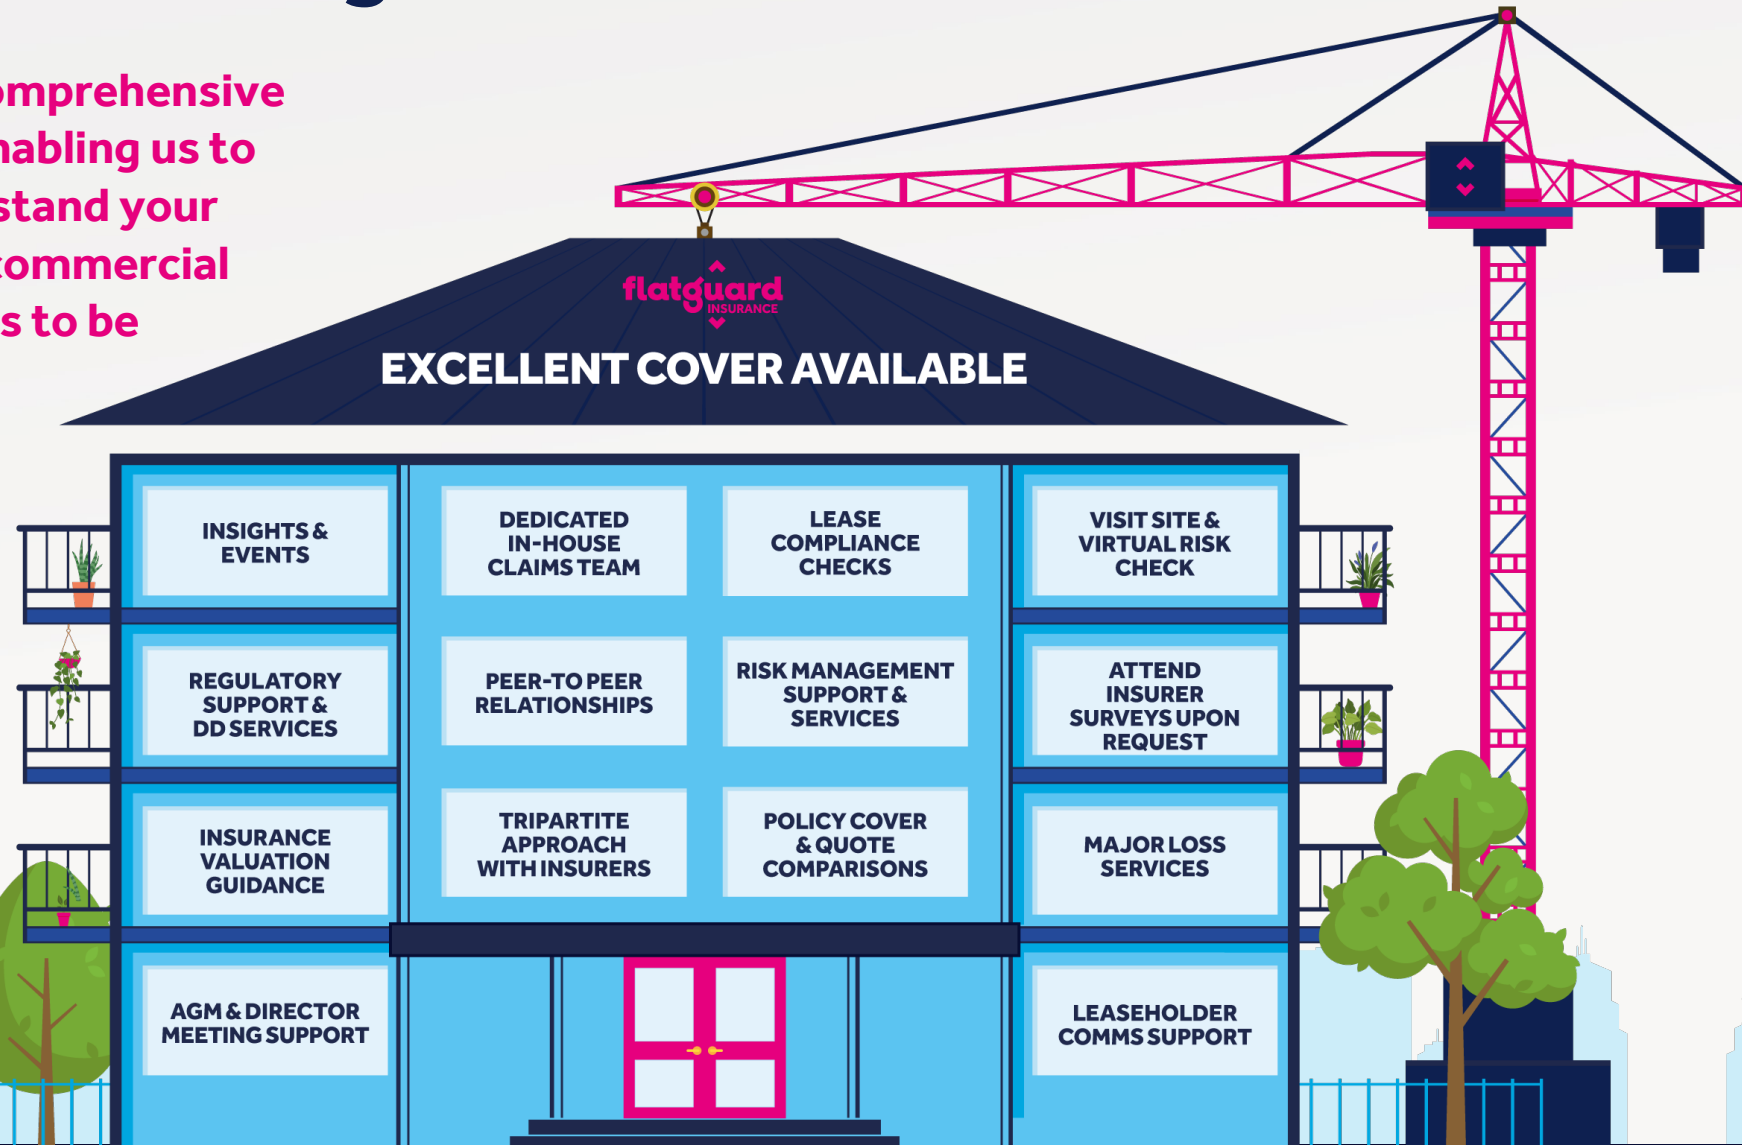 omprehensive
nabling us to
stand your
commercial
s to be
flatguard
INSURANCE
EXCELLENT COVER AVAILABLE
INSIGHTS &
EVENTS
DEDICATED
IN-HOUSE
CLAIMS TEAM
LEASE
COMPLIANCE
CHECKS
VISIT SITE &
VIRTUAL RISK
CHECK
REGULATORY
SUPPORT &
DD SERVICES
PEER-TO PEER
RELATIONSHIPS
RISK MANAGEMENT
SUPPORT &
SERVICES
ATTEND
INSURER
SURVEYS UPON
REQUEST
INSURANCE
VALUATION
GUIDANCE
TRIPARTITE
APPROACH
WITH INSURERS
POLICY COVER
& QUOTE
COMPARISONS
MAJOR LOSS
SERVICES
AGM & DIRECTOR
MEETING SUPPORT
LEASEHOLDER
COMMS SUPPORT